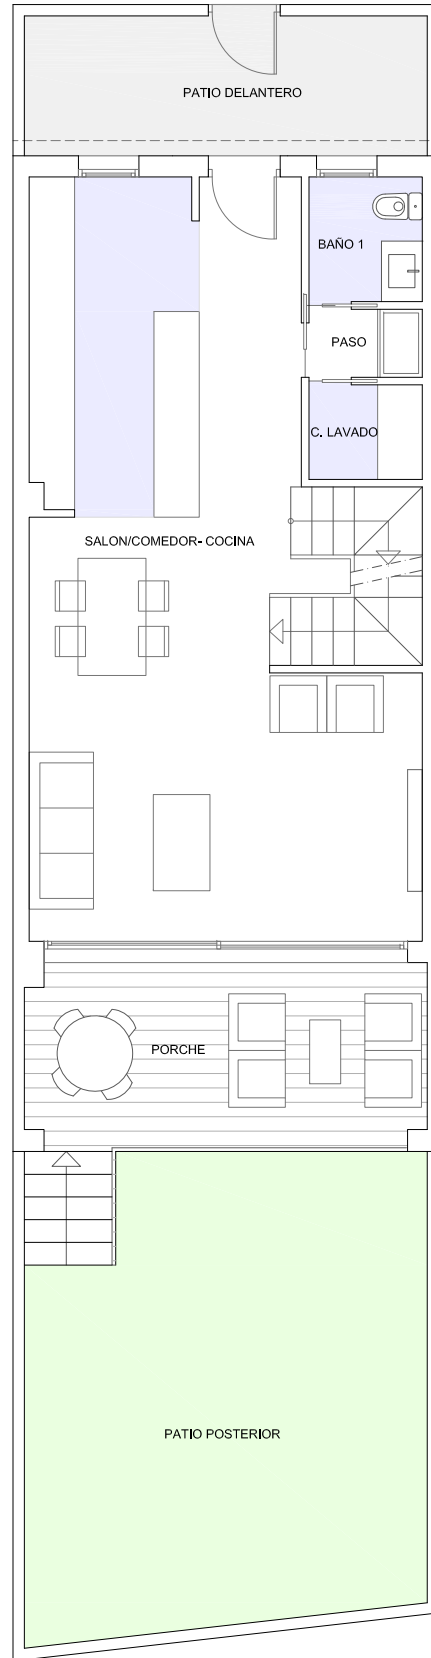 PATIO DELANTERO
BAÑO 1
PASO
C. LAVADO
SALON/COMEDOR- COCINA
PORCHE
PATIO POSTERIOR